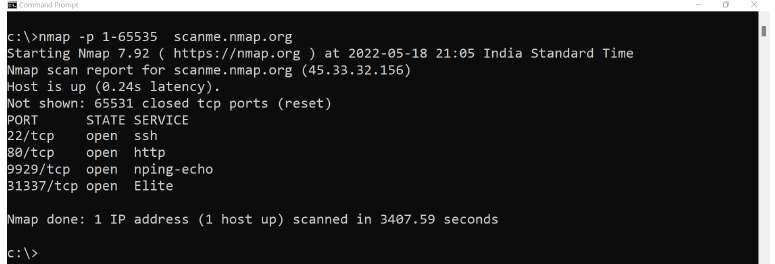 Command Prompt
c:\>nmap -p 1-65535  scanme.nmap.org
Starting Nmap 7.92 ( https://nmap.org ) at 2022-05-18 21:05 India Standard Time
Nmap scan report for scanme.nmap.org (45.33.32.156)
Host is up (0.24s latency).
Not shown: 65531 closed tcp ports (reset)
PORT      STATE SERVICE
22/tcp    open  ssh
80/tcp    open  http
9929/tcp  open  nping-echo
31337/tcp open  Elite
Nmap done: 1 IP address (1 host up) scanned in 3407.59 seconds
c:\>